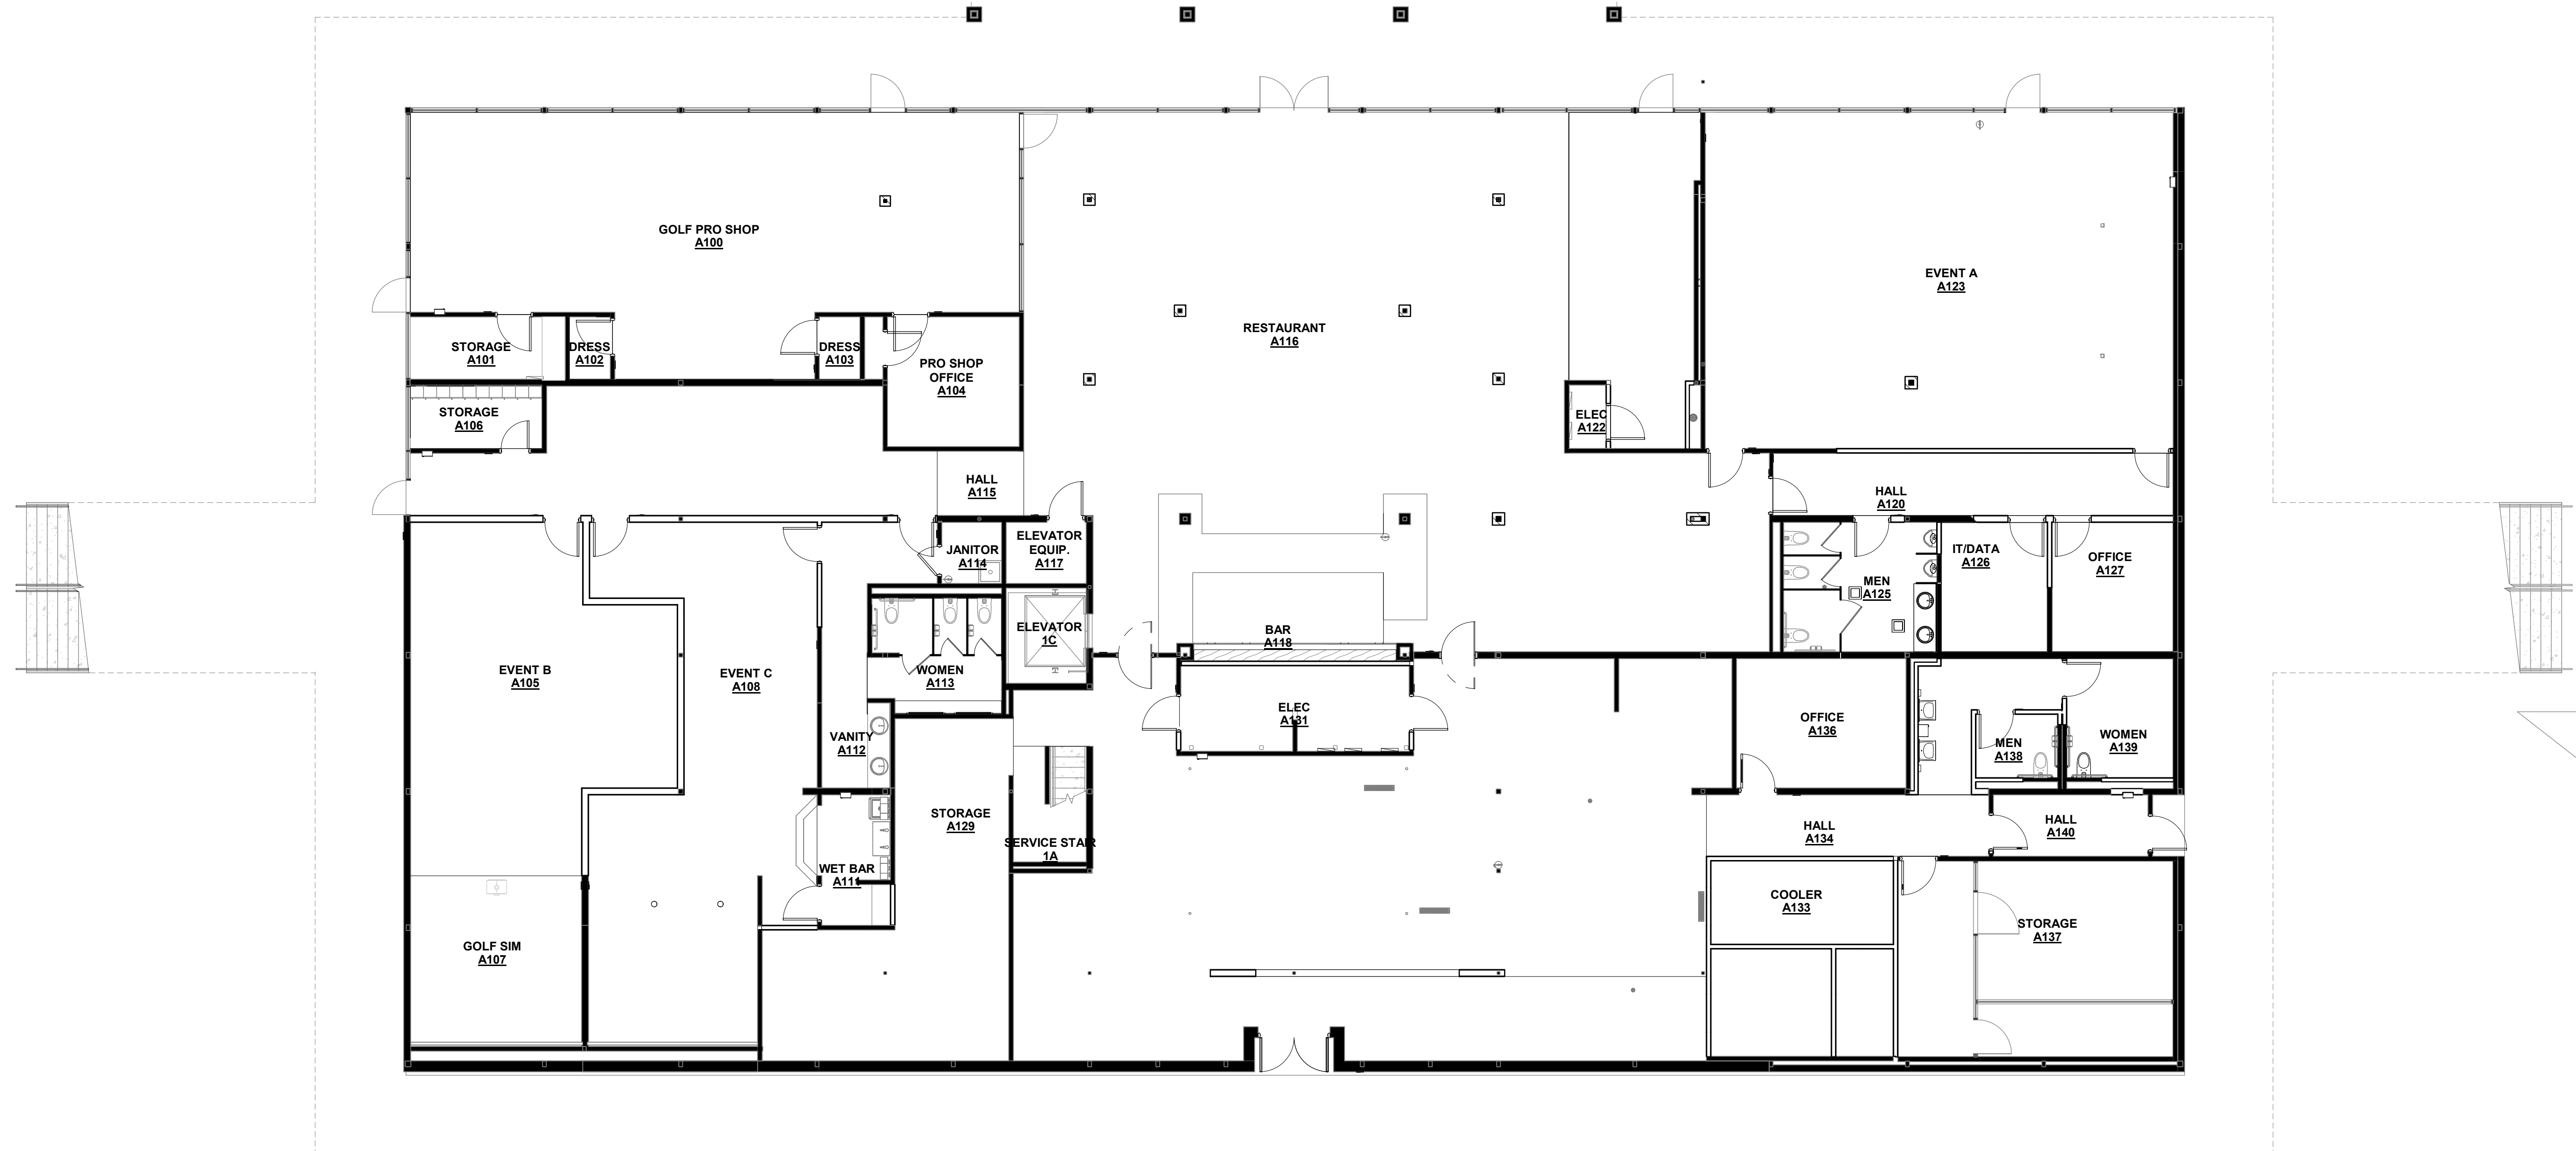 GOLF PRO SHOP
A100
EVENT A
A123
RESTAURANT
A116
STORAGE
A101
DRESS
A102
DRESS
A103
PRO SHOP
OFFICE
A104
STORAGE
A106
ELEC
A122
HALL
A115
HALL
A120
ELEVATOR
EQUIP.
A117
JANITOR
A114
IT/DATA
A126
OFFICE
A127
MEN
A125
ELEVATOR
1C
BAR
A118
EVENT B
A105
EVENT C
A108
WOMEN
A113
ELEC
A131
OFFICE
A136
VANITY
A112
MEN
A138
WOMEN
A139
STORAGE
A129
HALL
A134
HALL
A140
SERVICE STAIR
1A
WET BAR
A111
COOLER
A133
STORAGE
A137
GOLF SIM
A107